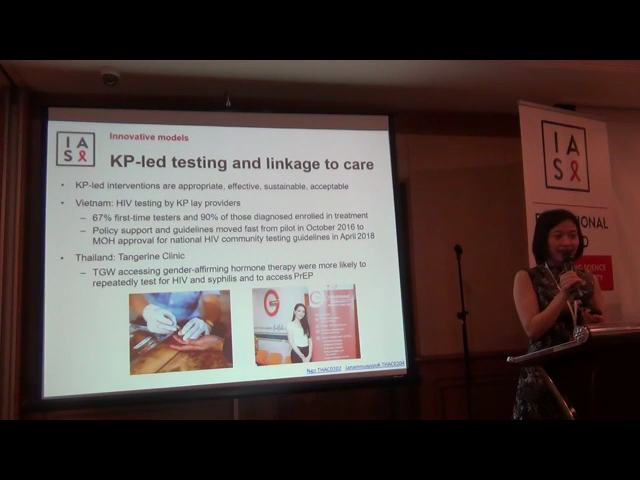 I A
S
Innovative models
KP-led testing and linkage to care
• KP-led interventions are appropriate, effective, sustainable, acceptable
• Vietnam: HIV testing by KP lay providers
– 67% first-time testers and 90% of those diagnosed enrolled in treatment
– Policy support and guidelines moved fast from pilot in October 2016 to
MOH approval for national HIV community testing guidelines in April 2018
• Thailand: Tangerine Clinic
– TGW accessing gender-affirming hormone therapy were more likely to
repeatedly test for HIV and syphilis and to access PrEP
G
I A
S
SCIENCE